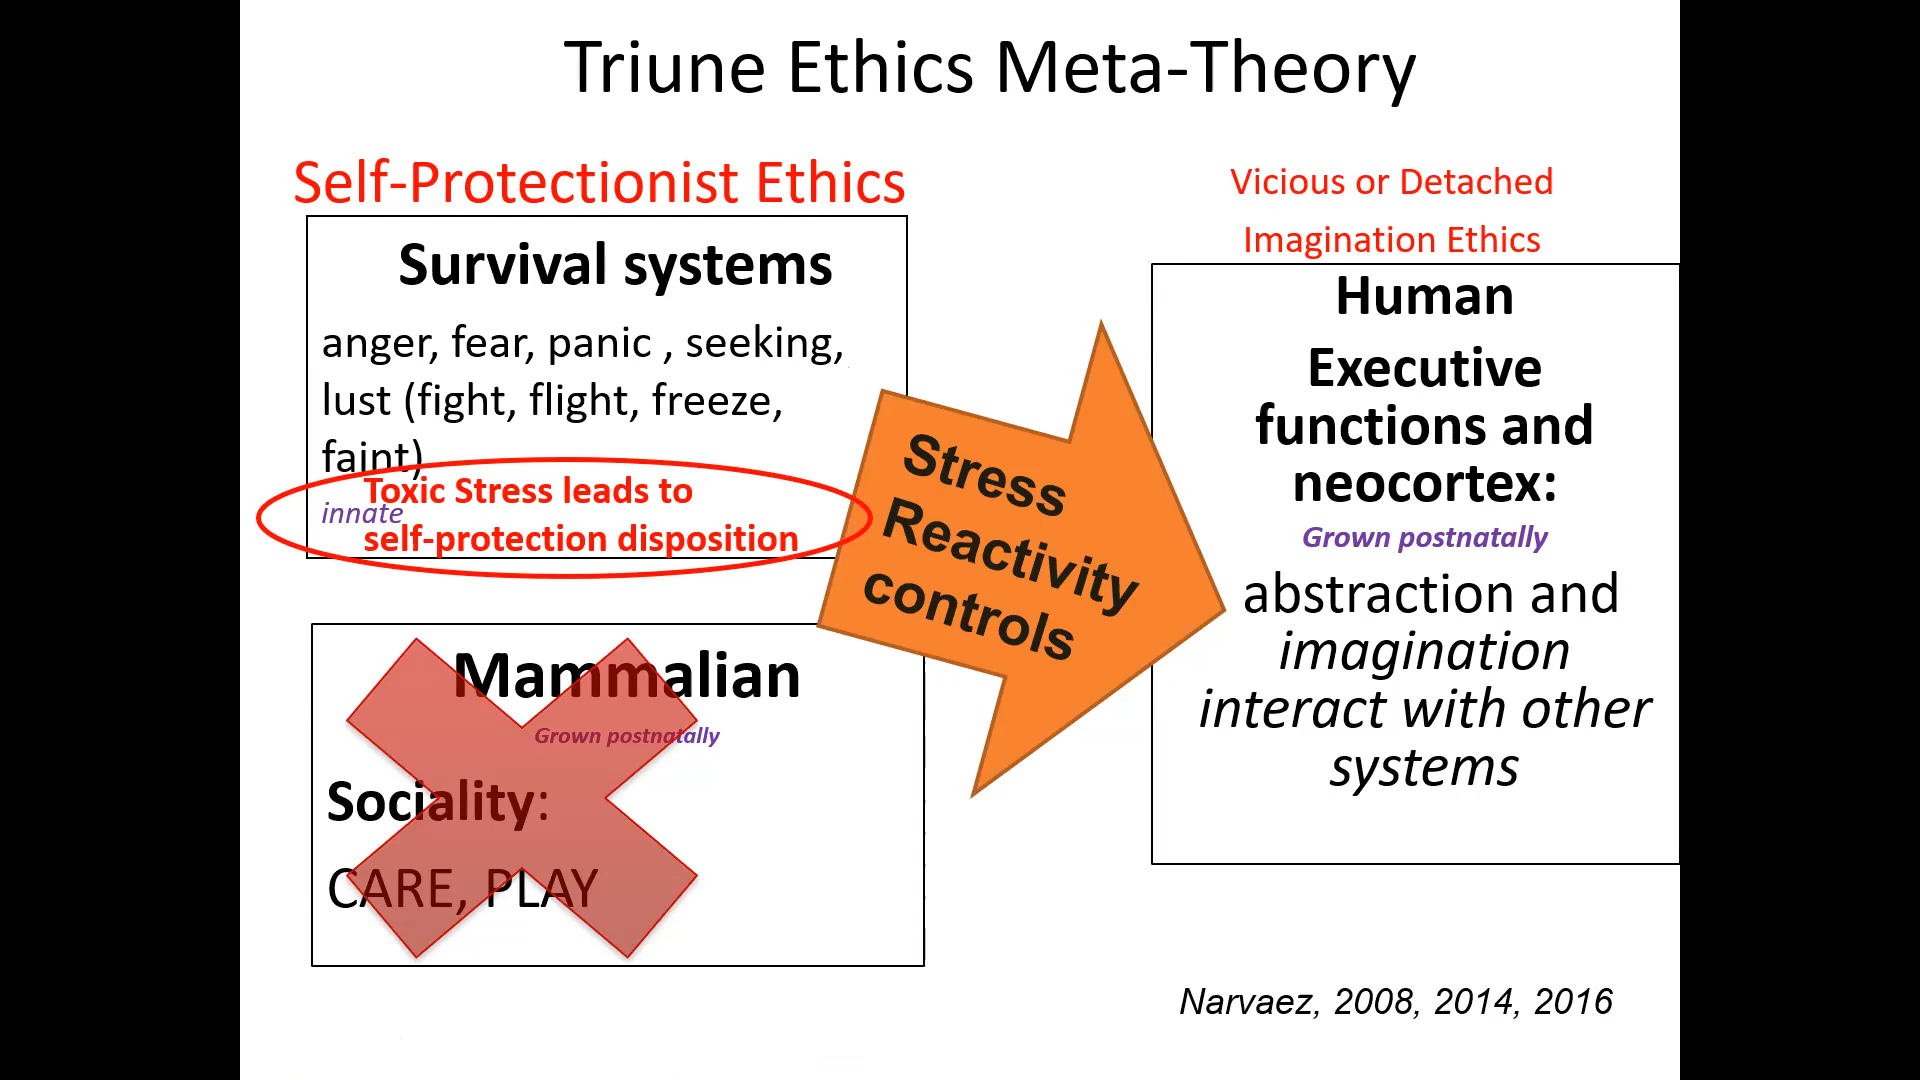 Triune Ethics Meta-Theory
Self-Protectionist Ethics
Survival systems
anger, fear, panic , seeking,
lust (fight, flight, freeze,
faint)
innate
Toxic Stress leads to
self-protection disposition
Mammalian
Grown postnatally
Sociality:
CARE, PLAY
Stress
Reactivity
controls
Vicious or Detached
Imagination Ethics
Human
Executive
functions and
neocortex:
Grown postnatally
abstraction and
imagination
interact with other
systems
Narvaez, 2008, 2014, 2016